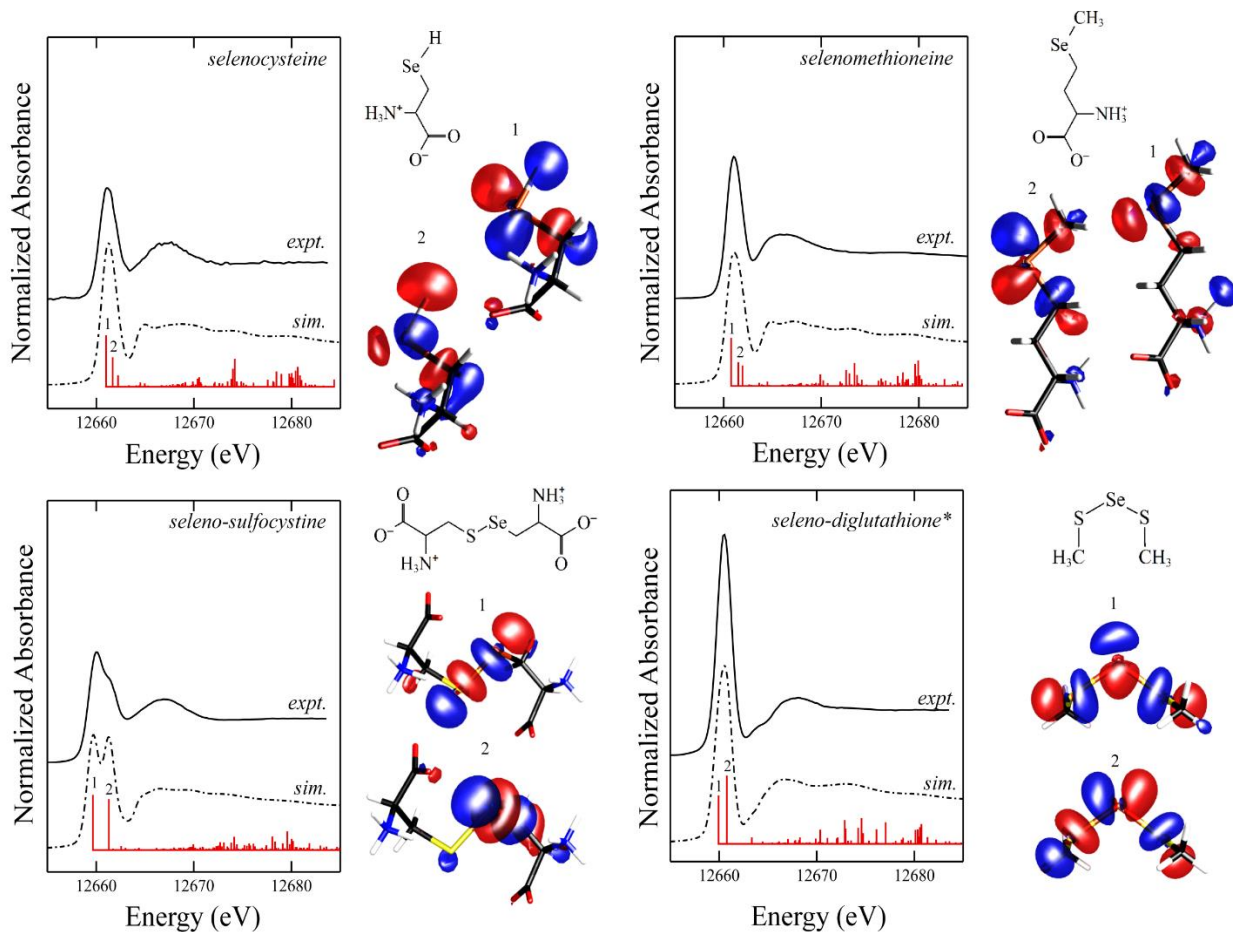 selenocysteine
Normalized Absorbance
expt.
sim.
1
2
12660
12670
12680
Energy (eV)
H
Se
H₃N⁺
O
O⁻
1
2
selenomethioneine
Normalized Absorbance
expt.
sim.
1
2
12660
12670
12680
Energy (eV)
CH₃
Se
NH₃⁺
O
O⁻
1
2
seleno-sulfocystine
Normalized Absorbance
expt.
sim.
1
2
12660
12670
12680
Energy (eV)
O
NH₃⁺
O⁻
S
Se
O⁻
H₃N⁺
O
1
2
seleno-diglutathione*
Normalized Absorbance
expt.
sim.
2
12660
12670
12680
Energy (eV)
Se
S
S
H₃C
CH₃
1
2